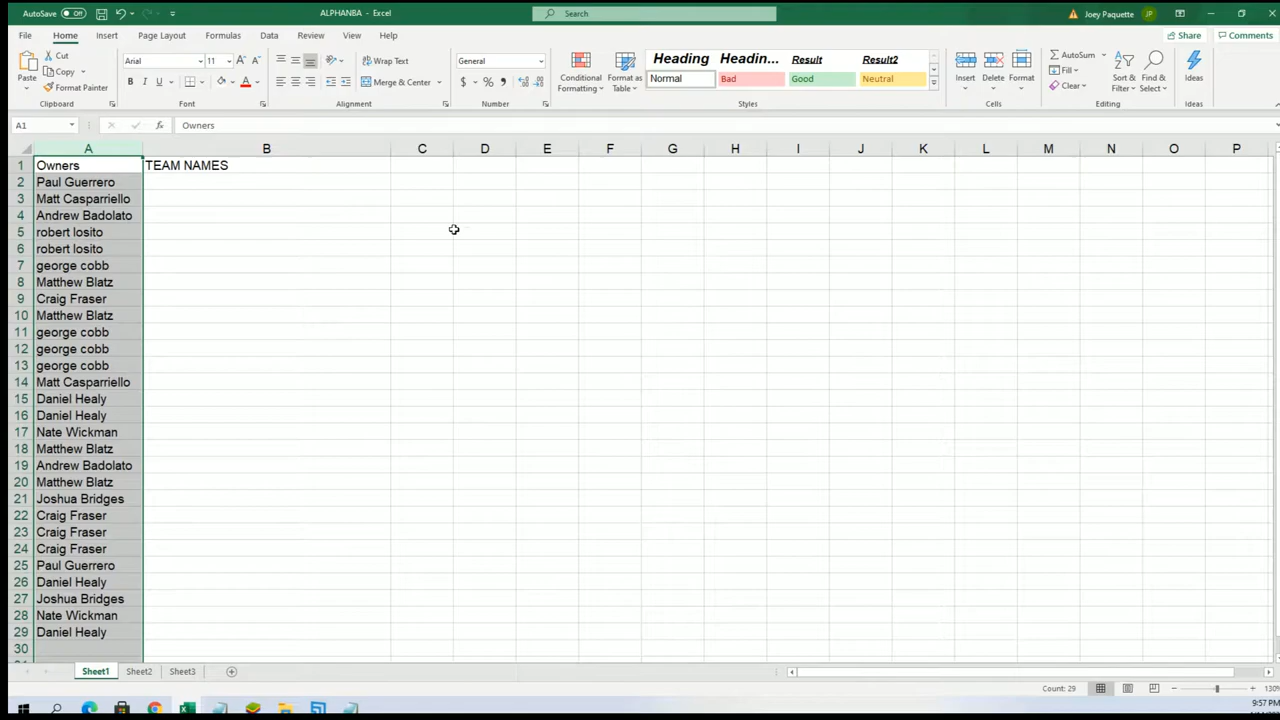 AutoSave Off ALPHANBA - Excel Search Joey Paquette JP
File Home Insert Page Layout Formulas Data Review View Help Share Comments
Paste Cut Copy Format Painter Clipboard
Arial 11 B I U Font
Wrap Text Merge & Center Alignment
General $ % Number
Conditional Formatting Format as Table
Heading Headin... Result Result2
Normal Bad Good Neutral
Styles
Insert Delete Format Cells
AutoSum Fill Clear Sort & Filter Find & Select Editing
Ideas Ideas
A1 fx Owners
A B C D E F G H I J K L M N O P
1 Owners TEAM NAMES
2 Paul Guerrero
3 Matt Casparriello
4 Andrew Badolato
5 robert losito
6 robert losito
7 george cobb
8 Matthew Blatz
9 Craig Fraser
10 Matthew Blatz
11 george cobb
12 george cobb
13 george cobb
14 Matt Casparriello
15 Daniel Healy
16 Daniel Healy
17 Nate Wickman
18 Matthew Blatz
19 Andrew Badolato
20 Matthew Blatz
21 Joshua Bridges
22 Craig Fraser
23 Craig Fraser
24 Craig Fraser
25 Paul Guerrero
26 Daniel Healy
27 Joshua Bridges
28 Nate Wickman
29 Daniel Healy
30
Sheet1 Sheet2 Sheet3
Count: 29 130%
9:57 PM